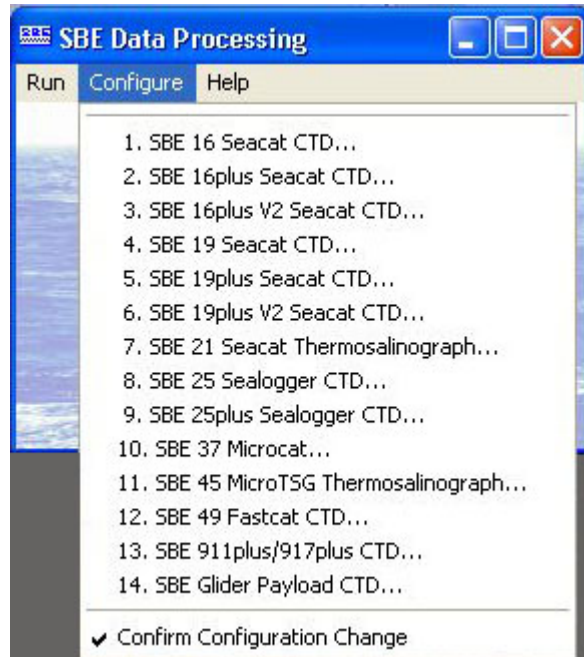 SBE Data Processing
Run Configure Help
1. SBE 16 Seacat CTD...
2. SBE 16plus Seacat CTD...
3. SBE 16plus V2 Seacat CTD...
4. SBE 19 Seacat CTD...
5. SBE 19plus Seacat CTD...
6. SBE 19plus V2 Seacat CTD...
7. SBE 21 Seacat Thermosalinograph...
8. SBE 25 Sealogger CTD...
9. SBE 25plus Sealogger CTD...
10. SBE 37 Microcat...
11. SBE 45 MicroTSG Thermosalinograph...
12. SBE 49 Fastcat CTD...
13. SBE 911plus/917plus CTD...
14. SBE Glider Payload CTD...
Confirm Configuration Change